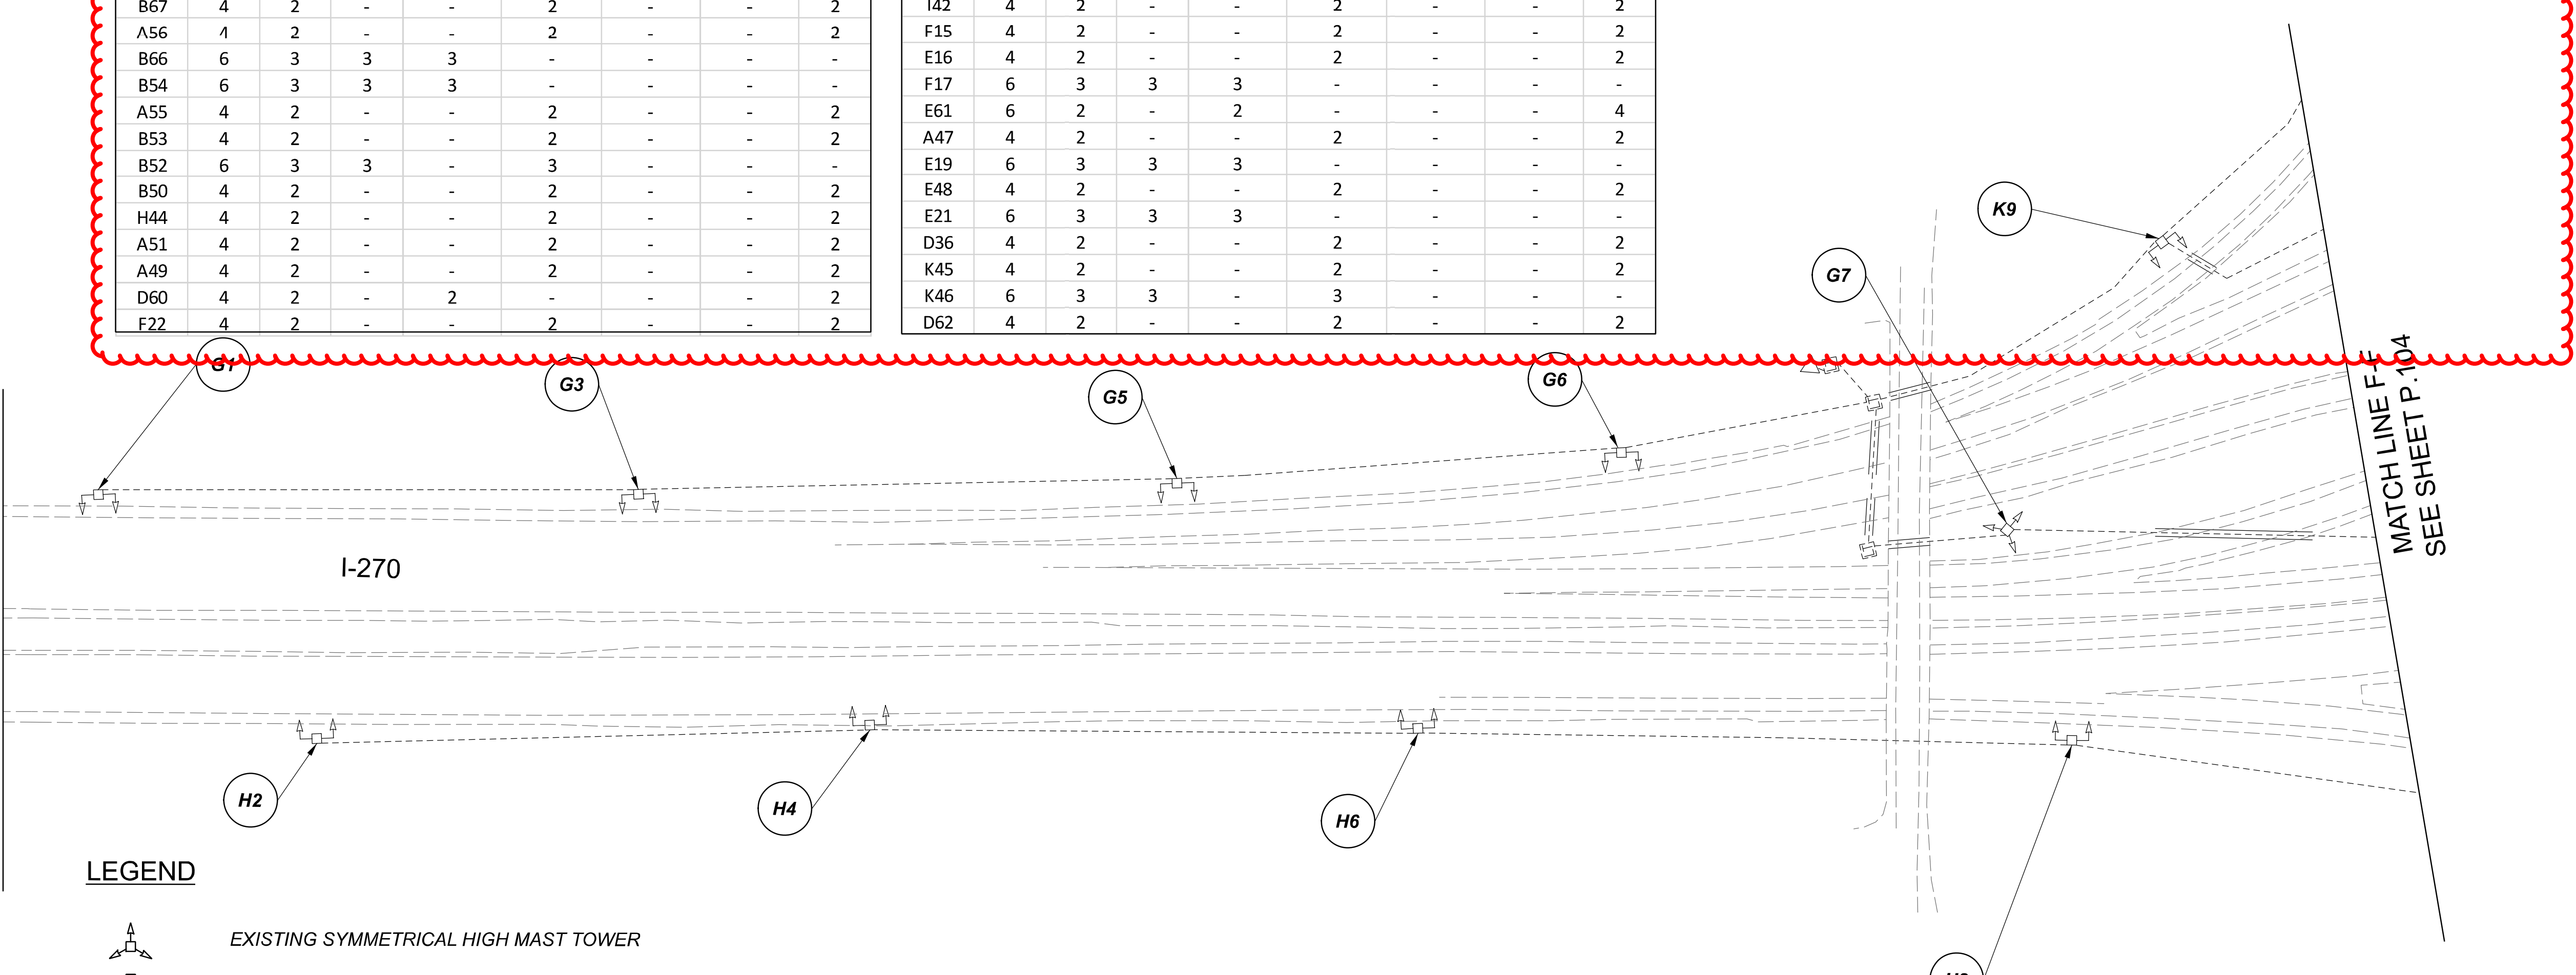 B67 4 2 - - 2 - - 2
A56 4 2 - - 2 - - 2
B66 6 3 3 3 - - - -
B54 6 3 3 3 - - - -
A55 4 2 - - 2 - - 2
B53 4 2 - - 2 - - 2
B52 6 3 3 - 3 - - -
B50 4 2 - - 2 - - 2
H44 4 2 - - 2 - - 2
A51 4 2 - - 2 - - 2
A49 4 2 - - 2 - - 2
D60 4 2 - 2 - - - 2
F22 4 2 - - 2 - - 2
4 2 - - 2 - - 2
F15 4 2 - - 2 - - 2
E16 4 2 - - 2 - - 2
F17 6 3 3 3 - - - -
E61 6 2 - 2 - - - 4
A47 4 2 - - 2 - - 2
E19 6 3 3 3 - - - -
E48 4 2 - - 2 - - 2
E21 6 3 3 3 - - - -
D36 4 2 - - 2 - - 2
K45 4 2 - - 2 - - 2
K46 6 3 3 - 3 - - -
D62 4 2 - - 2 - - 2
K9
G7
G1
G3
G5
G6
MATCH LINE
SEE SHEET P.104
I-270
H2
H4
H6
LEGEND
EXISTING SYMMETRICAL HIGH MAST TOWER